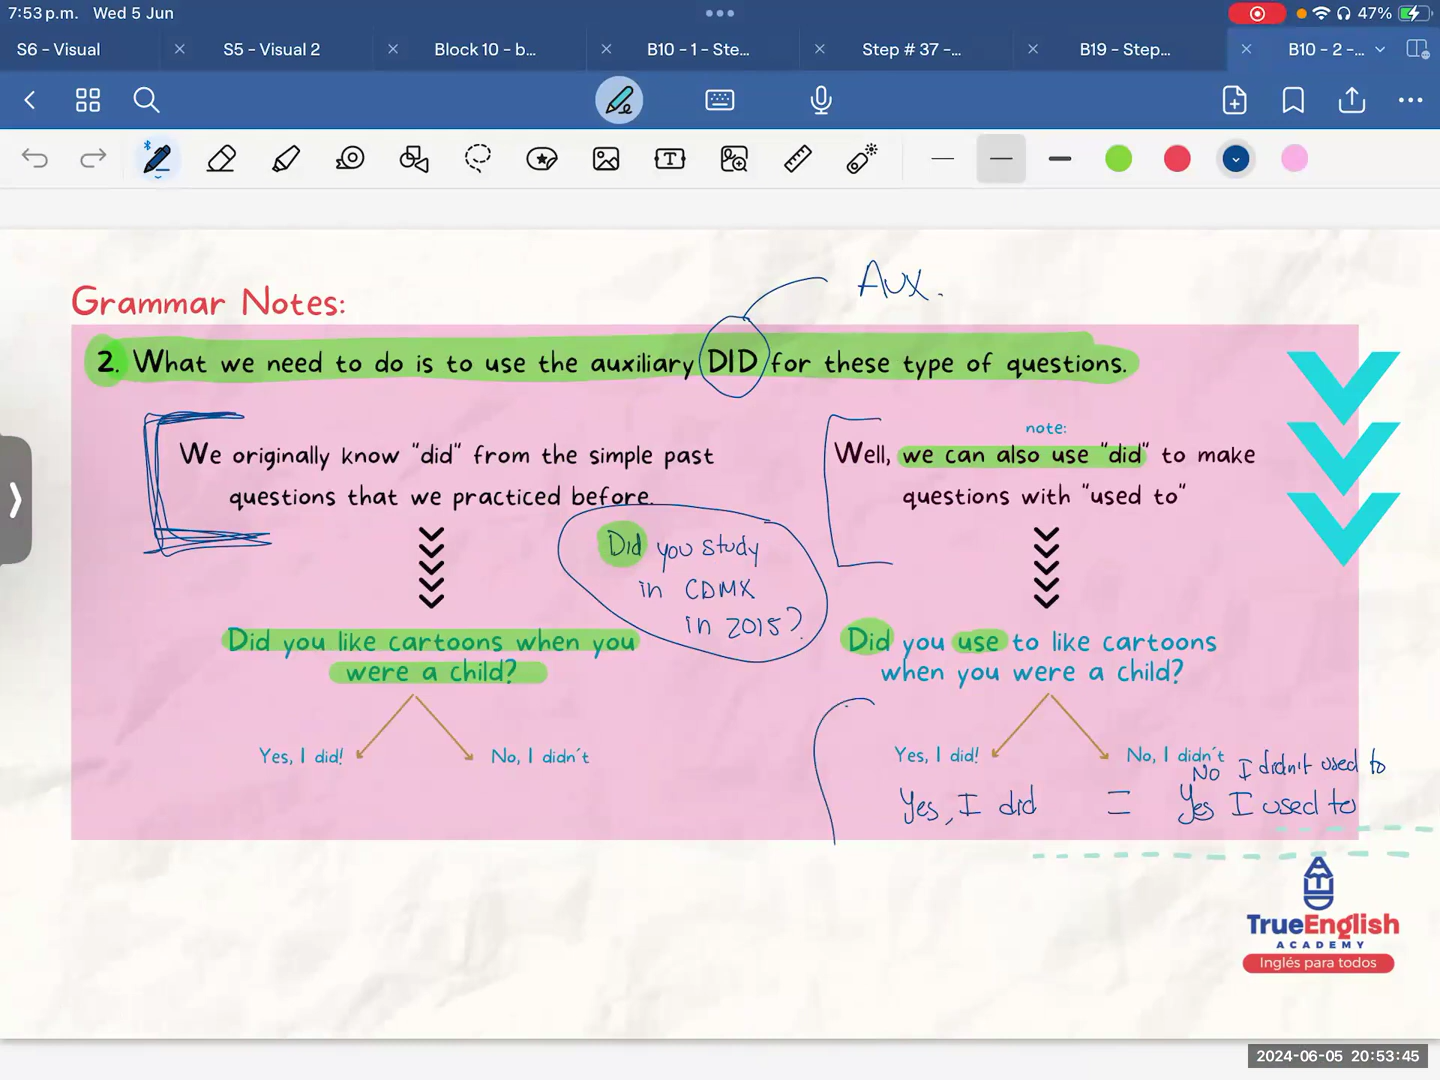 7:53 p.m. Wed 5 Jun
47%
S6 - Visual
S5 - Visual 2
Block 10 - b...
B10 - 1 - Ste...
Step # 37 -...
B19 - Step...
B10 - 2 -...
Aux.
Grammar Notes:
2. What we need to do is to use the auxiliary DID for these type of questions.
We originally know "did" from the simple past
questions that we practiced before.
note:
Well, we can also use "did" to make
questions with "used to"
Did you study
in CDMX
in 2015?
Did you like cartoons when you
were a child?
Did you use to like cartoons
when you were a child?
Yes, I did!
No, I didn´t
Yes, I did!
No, I didn´t
No I didn't used to
Yes, I did = Yes I used to
TrueEnglish
ACADEMY
Inglés para todos
2024-06-05 20:53:45